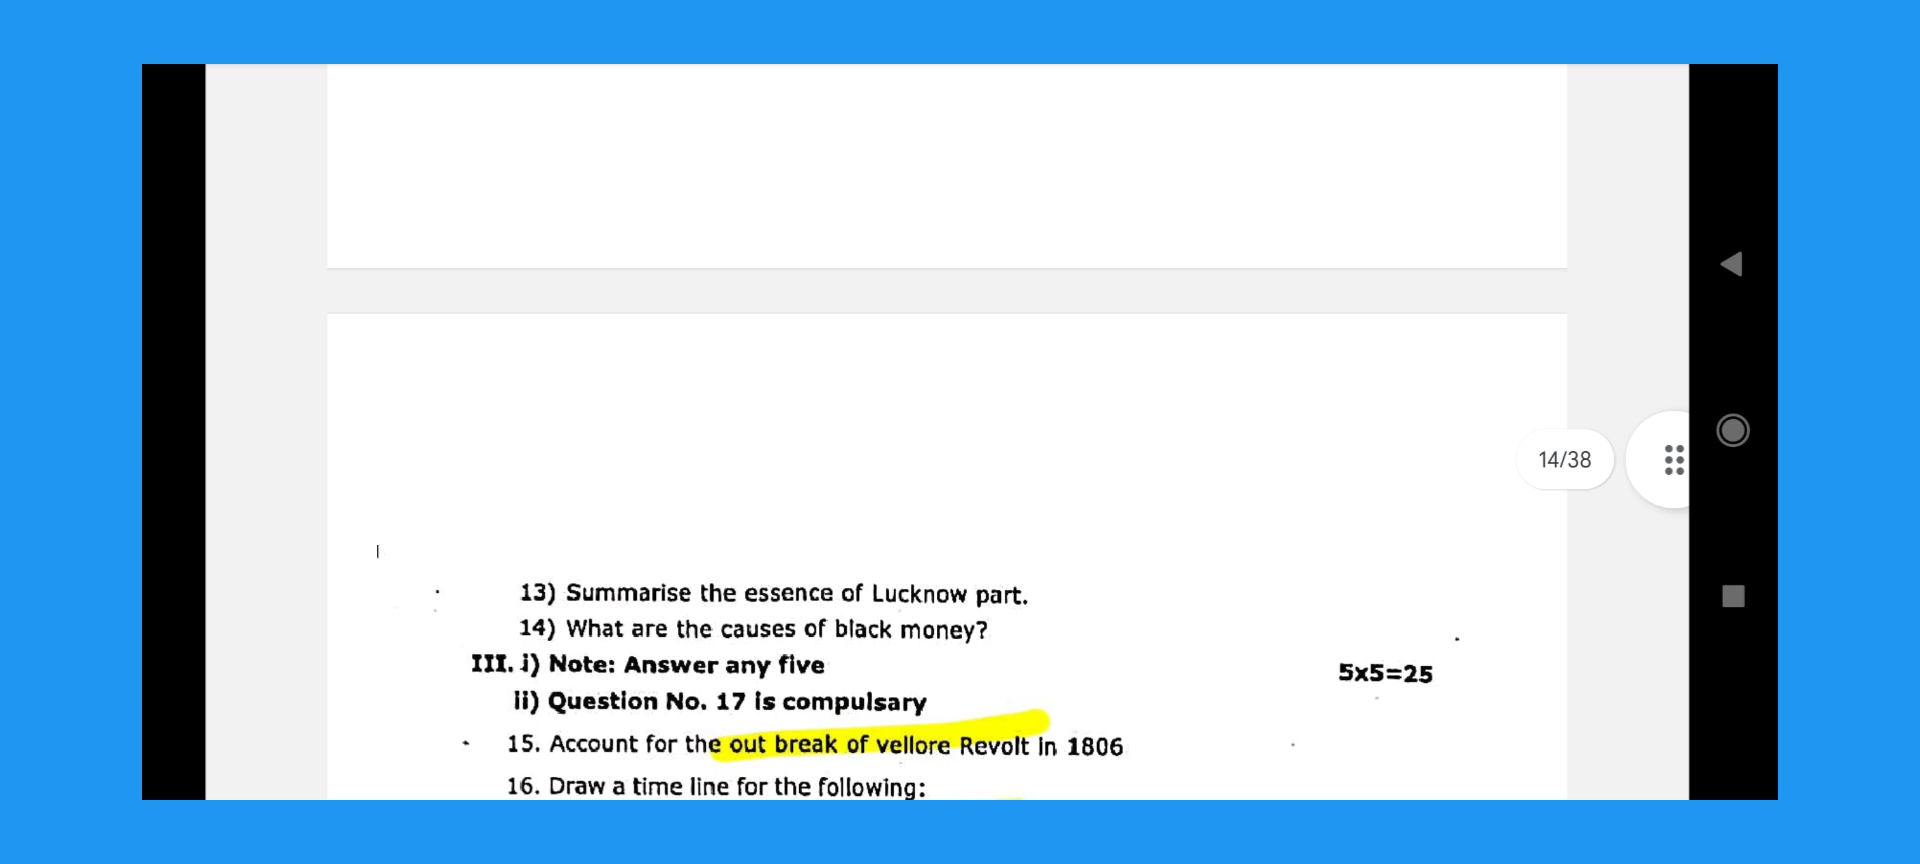 14/38
13) Summarise the essence of Lucknow part.
14) What are the causes of black money?
III. i) Note: Answer any five 5x5=25
ii) Question No. 17 is compulsary
15. Account for the out break of vellore Revolt in 1806
16. Draw a time line for the following: